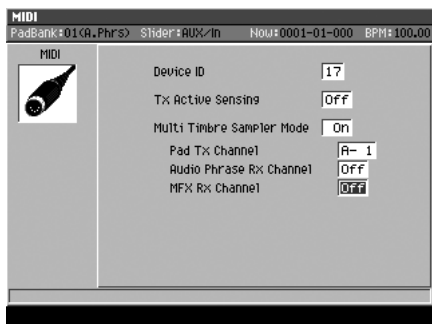 MIDI
PadBank:01(A.Phrs) Slider:AUX/In Now:0001-01-000 BPM:100.00
MIDI
Device ID 17
Tx Active Sensing Off
Multi Timbre Sampler Mode On
Pad Tx Channel A- 1
Audio Phrase Rx Channel Off
MFX Rx Channel Off